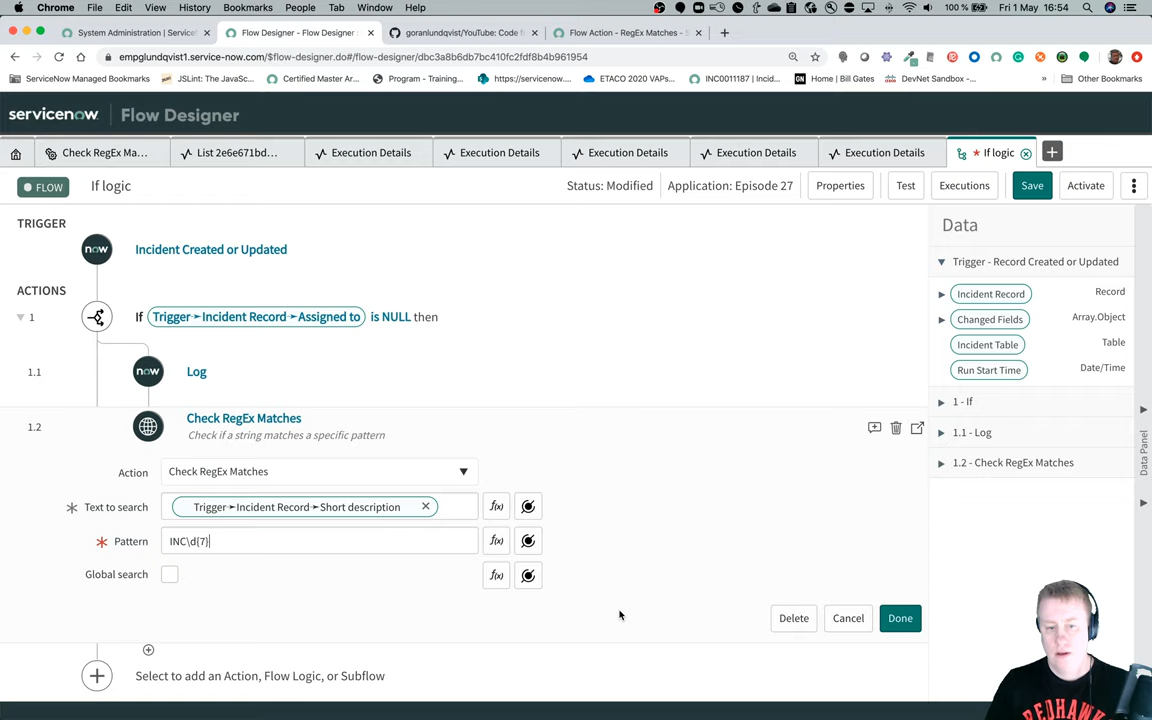 Chrome File Edit View History Bookmarks People Tab Window Help 100 % Fri 1 May 16:54
System Administration | ServiceN × Flow Designer - Flow Designer × goranlundqvist/YouTube: Code f × Flow Action - RegEx Matches - S ×
empglundqvist1.service-now.com/$flow-designer.do#/flow-designer/dbc3a8b6db7bc410fc2fdf4b961954
ServiceNow Managed Bookmarks JSLint: The JavaSc... Certified Master Ar... Program - Training... https://servicenow.... ETACO 2020 VAPs... INC0011187 | Incid... GN Home | Bill Gates DevNet Sandbox -... » Other Bookmarks
servicenow Flow Designer
Check RegEx Ma... List 2e6e671bd... Execution Details Execution Details Execution Details Execution Details Execution Details * If logic
FLOW If logic Status: Modified Application: Episode 27 Properties Test Executions Save Activate
TRIGGER
now Incident Created or Updated
ACTIONS
1 If Trigger➛Incident Record➛Assigned to is NULL then
1.1 now Log
1.2 Check RegEx Matches
Check if a string matches a specific pattern
Action Check RegEx Matches
Text to search Trigger➛Incident Record➛Short description × f(x)
Pattern INC\d{7} f(x)
Global search f(x)
Delete Cancel Done
Select to add an Action, Flow Logic, or Subflow
Data
Trigger - Record Created or Updated
Incident Record Record
Changed Fields Array.Object
Incident Table Table
Run Start Time Date/Time
1 - If
1.1 - Log
1.2 - Check RegEx Matches
Data Panel
REDHAWK